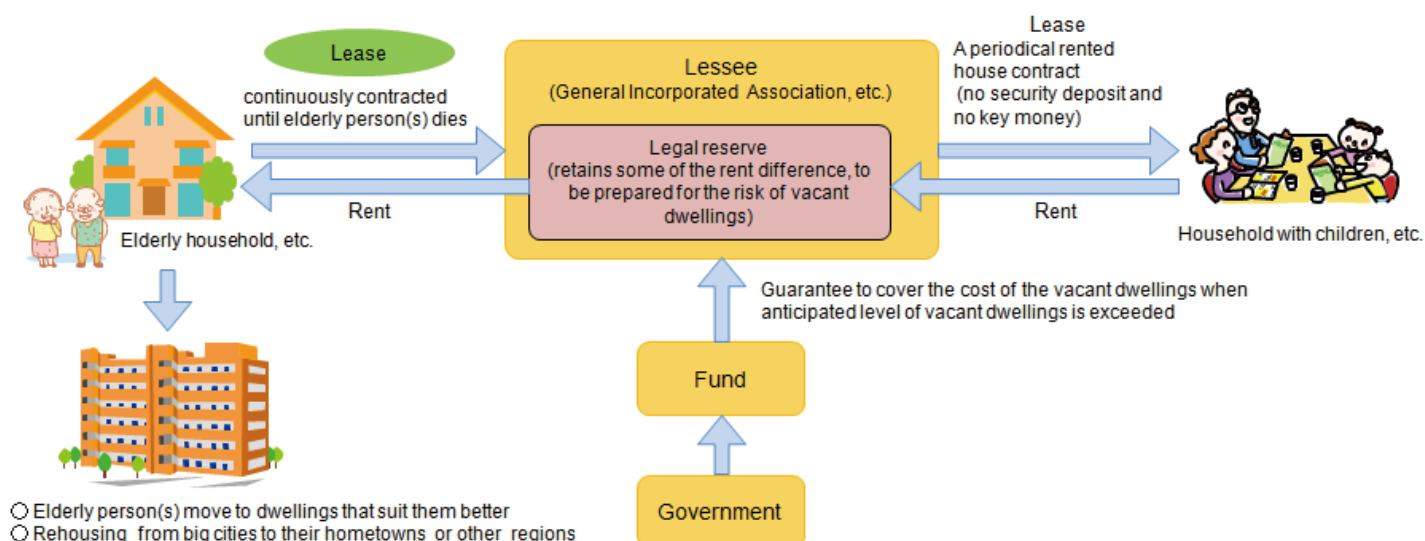 Lease
continuously contracted
until elderly person(s) dies
Rent
Elderly household, etc.
Lessee
(General Incorporated Association, etc.)
Legal reserve
(retains some of the rent difference, to
be prepared for the risk of vacant
dwellings)
Lease
A periodical rented
house contract
(no security deposit and
no key money)
Rent
Household with children, etc.
Guarantee to cover the cost of the vacant dwellings when
anticipated level of vacant dwellings is exceeded
Fund
Government
○ Elderly person(s) move to dwellings that suit them better
○ Rehousing from big cities to their hometowns or other regions